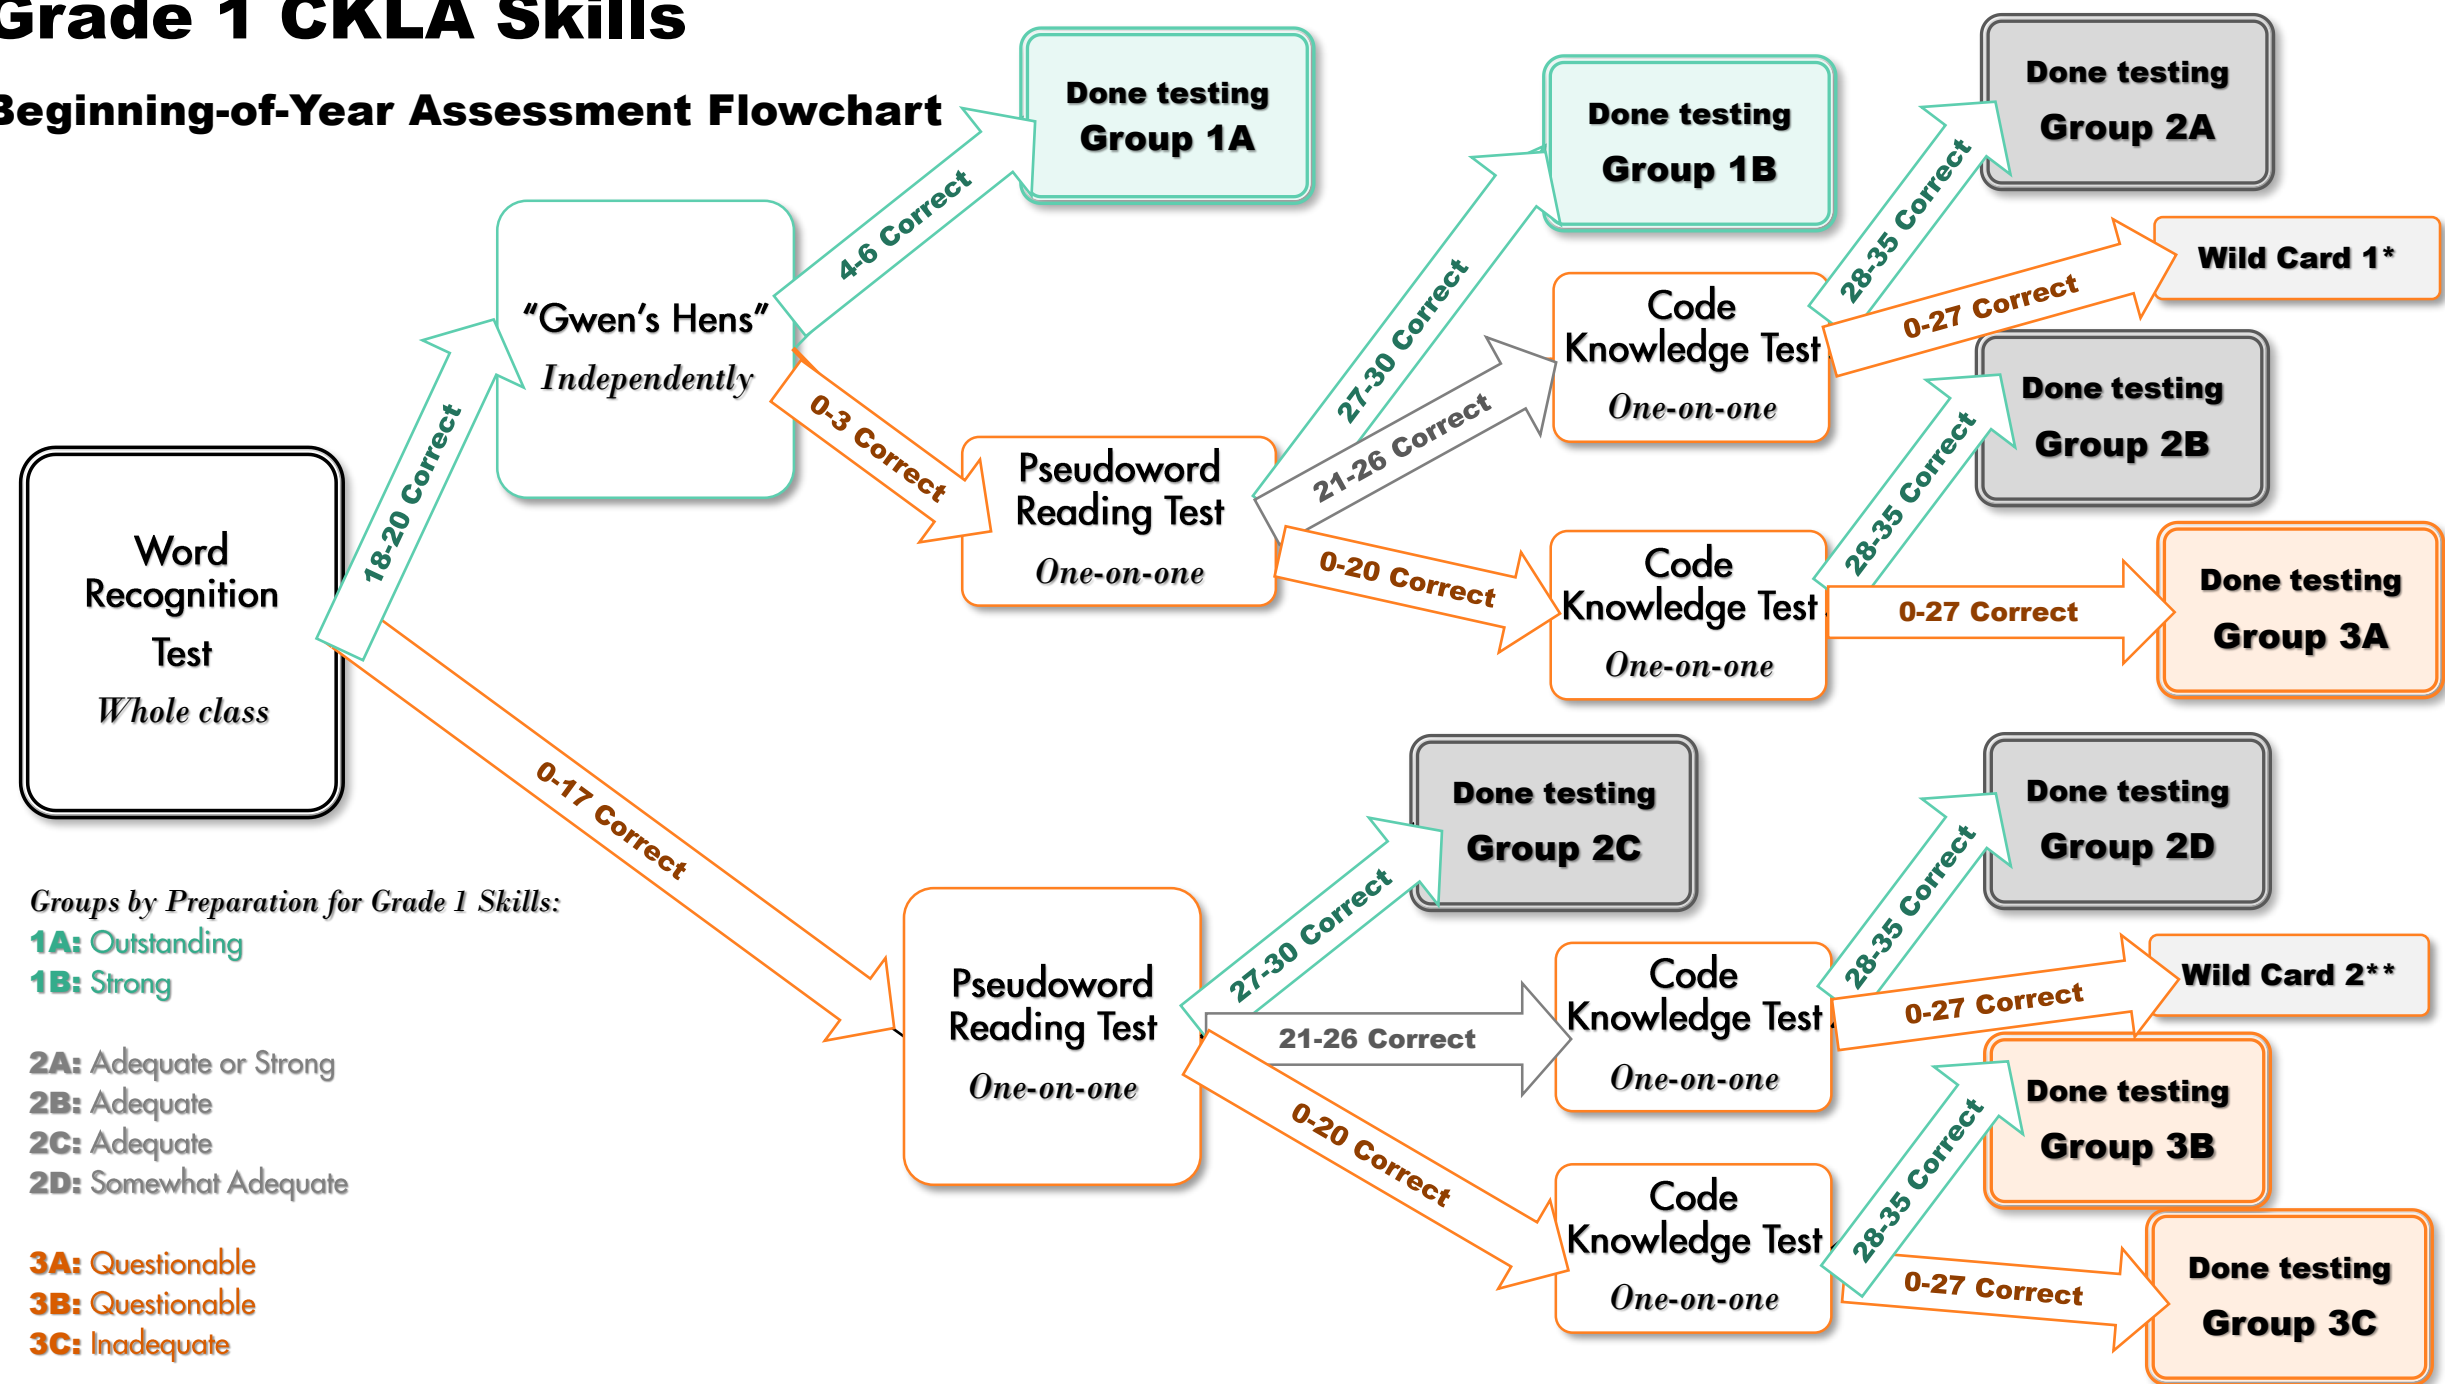 Grade 1 CKLA Skills
Beginning-of-Year Assessment Flowchart
Word
Recognition
Test
Whole class
18-20 Correct
0-17 Correct
“Gwen’s Hens”
Independently
4-6 Correct
0-3 Correct
Done testing
Group 1A
Pseudoword
Reading Test
One-on-one
27-30 Correct
21-26 Correct
0-20 Correct
Done testing
Group 1B
Code
Knowledge Test
One-on-one
28-35 Correct
0-27 Correct
Done testing
Group 2A
Wild Card 1*
Code
Knowledge Test
One-on-one
28-35 Correct
0-27 Correct
Done testing
Group 2B
Done testing
Group 3A
Pseudoword
Reading Test
One-on-one
27-30 Correct
21-26 Correct
0-20 Correct
Done testing
Group 2C
Code
Knowledge Test
One-on-one
28-35 Correct
0-27 Correct
Done testing
Group 2D
Wild Card 2**
Code
Knowledge Test
One-on-one
28-35 Correct
0-27 Correct
Done testing
Group 3B
Done testing
Group 3C
Groups by Preparation for Grade 1 Skills:
1A: Outstanding
1B: Strong
2A: Adequate or Strong
2B: Adequate
2C: Adequate
2D: Somewhat Adequate
3A: Questionable
3B: Questionable
3C: Inadequate